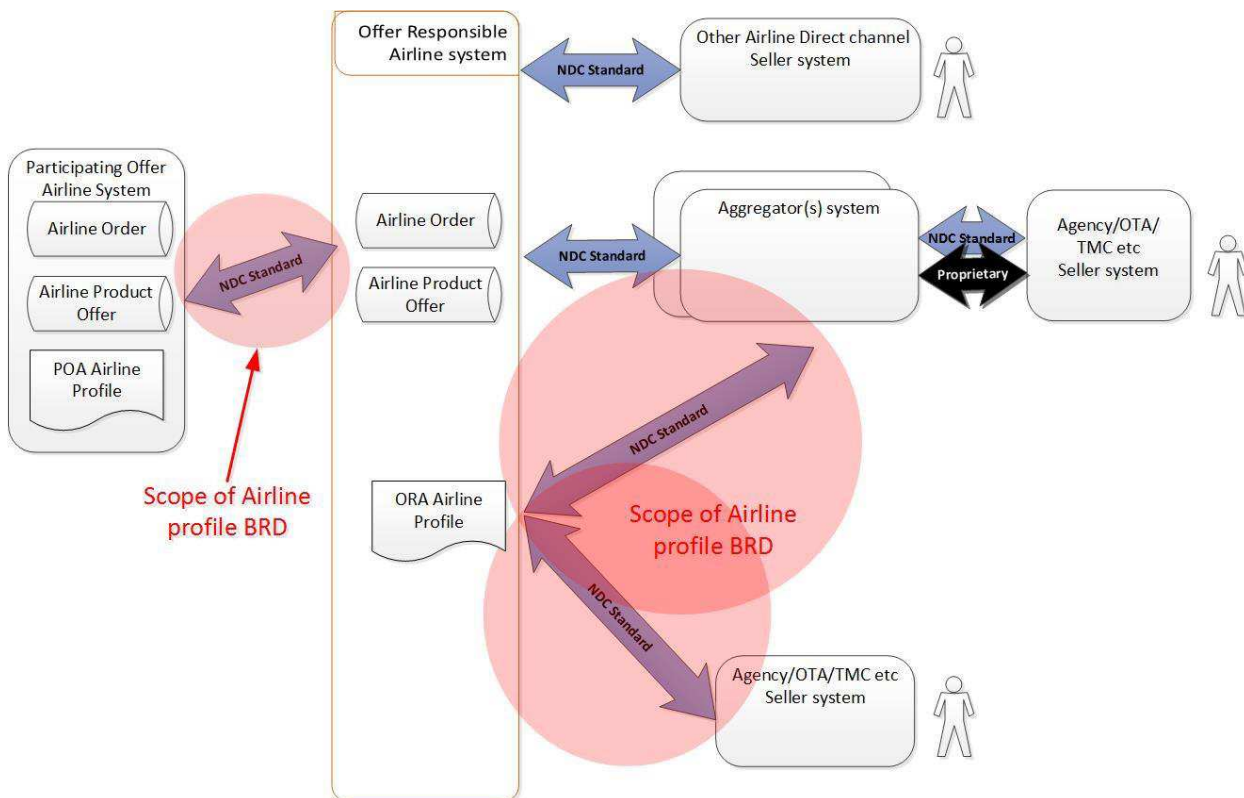 Offer Responsible
Airline system
NDC Standard
Other Airline Direct channel
Seller system
Participating Offer
Airline System
Airline Order
Airline Product
Offer
POA Airline
Profile
NDC Standard
Scope of Airline
profile BRD
Airline Order
Airline Product
Offer
NDC Standard
Aggregator(s) system
NDC Standard
Proprietary
Agency/OTA/
TMC etc
Seller system
ORA Airline
Profile
NDC Standard
Scope of Airline
profile BRD
NDC Standard
Agency/OTA/TMC etc
Seller system